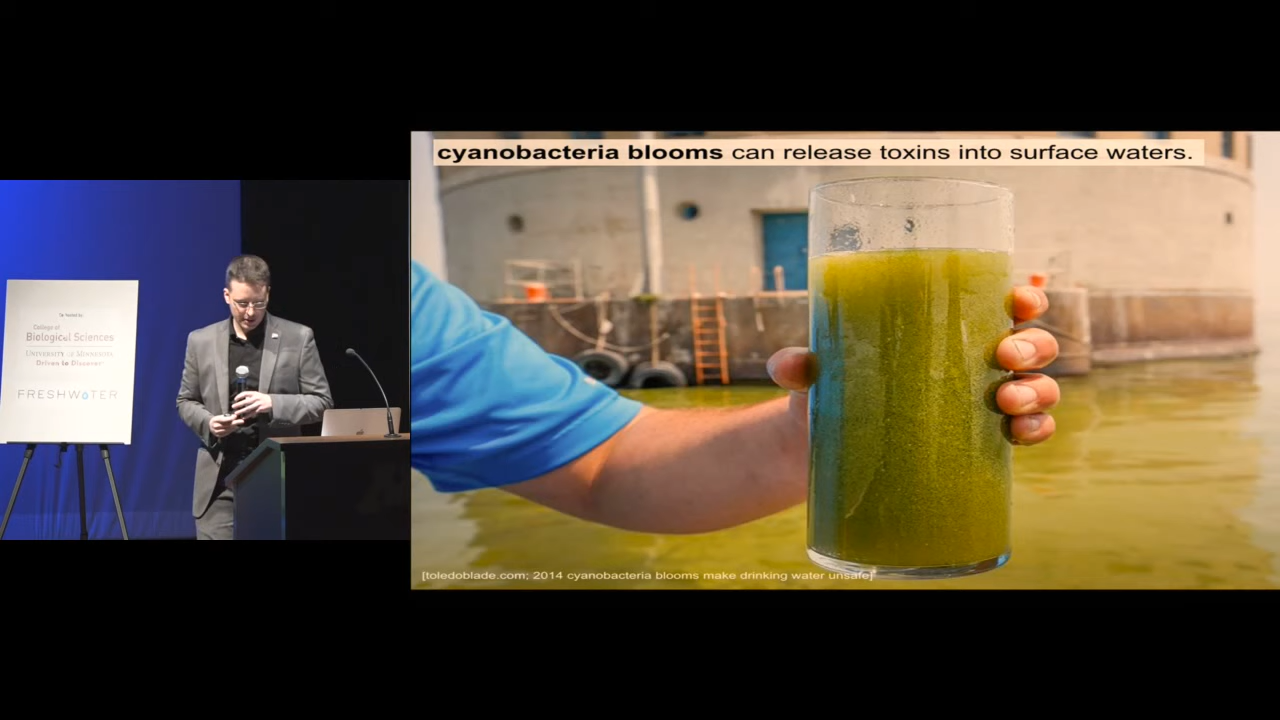 College of
Biological Sciences
UNIVERSITY OF MINNESOTA
Driven to Discover
FRESHWATER
cyanobacteria blooms can release toxins into surface waters.
[toledoblade.com; 2014 cyanobacteria blooms make drinking water unsafe]